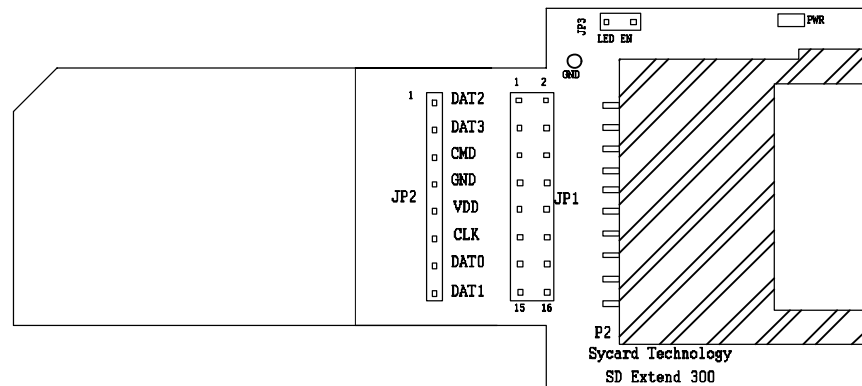 JP3
LED EN
PWR
GND
1
1 2
DAT2
DAT3
CMD
GND
JP2
JP1
VDD
CLK
DAT0
DAT1
15 16
P2
Sycard Technology
SD Extend 300